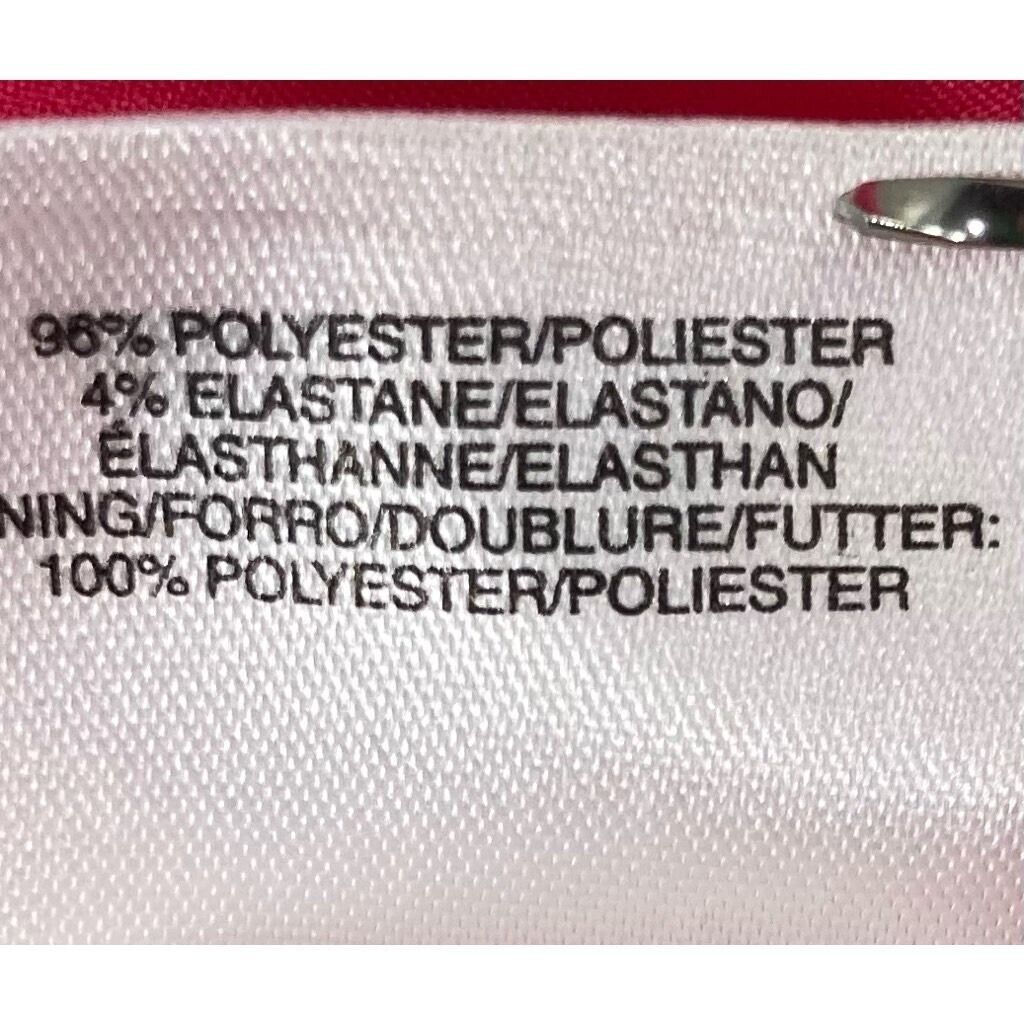 96% POLYESTER/POLIESTER
4% ELASTANE/ELASTANO/
ÉLASTHANNE/ELASTHAN
NING/FORRO/DOUBLURE/FUTTER:
100% POLYESTER/POLIESTER